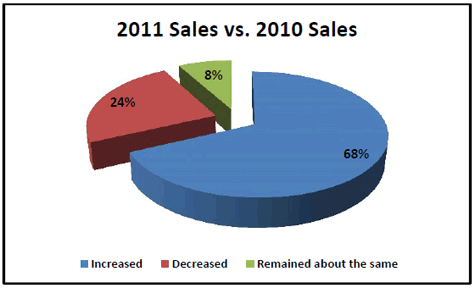 2011 Sales vs. 2010 Sales
8%
24%
68%
Increased Decreased Remained about the same